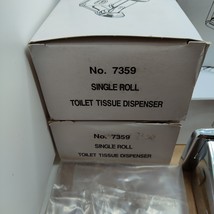 No. 7359
SINGLE ROLL
TOILET TISSUE DISPENSER
No. 7359
SINGLE ROLL
TOILET TISSUE DISPENSER